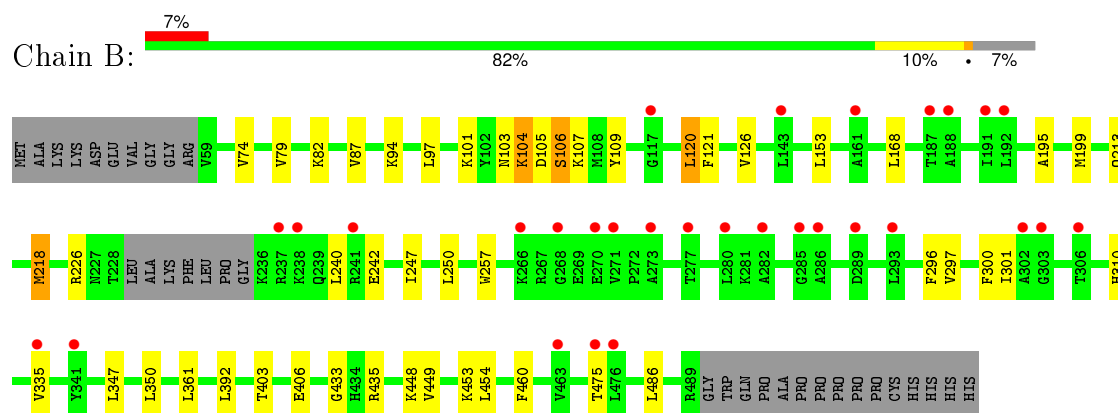 7%
Chain B:
82% 10% • 7%
MET ALA LYS LYS ASP GLU VAL GLY GLY ARG V59 V74 V79 K82 V87 K94 L97 K101 Y102 N103 K104 D105 S106 K107 M108 Y109 G117 L120 F121 V126 L143 L153 A161 L168 T187 A188 I191 L192 A195 M199
M218 R226 N227 T228 LEU ALA LYS PHE LEU PRO GLY K236 R237 K238 Q239 L240 R241 E242 I247 L250 W257 K266 R267 G268 E269 E270 V271 P272 A273 T277 L280 K281 A282 G285 A286 D289 L293 F296 V297 F300 I301 A302 G303 T306 H310
V335 Y341 L347 L350 L361 L392 T403 E406 G433 H434 R435 K448 V449 K453 L454 F460 V463 T475 L476 L486 R489 GLY TRP GLN PRO ALA PRO PRO PRO PRO PRO CYS HIS HIS HIS HIS HIS